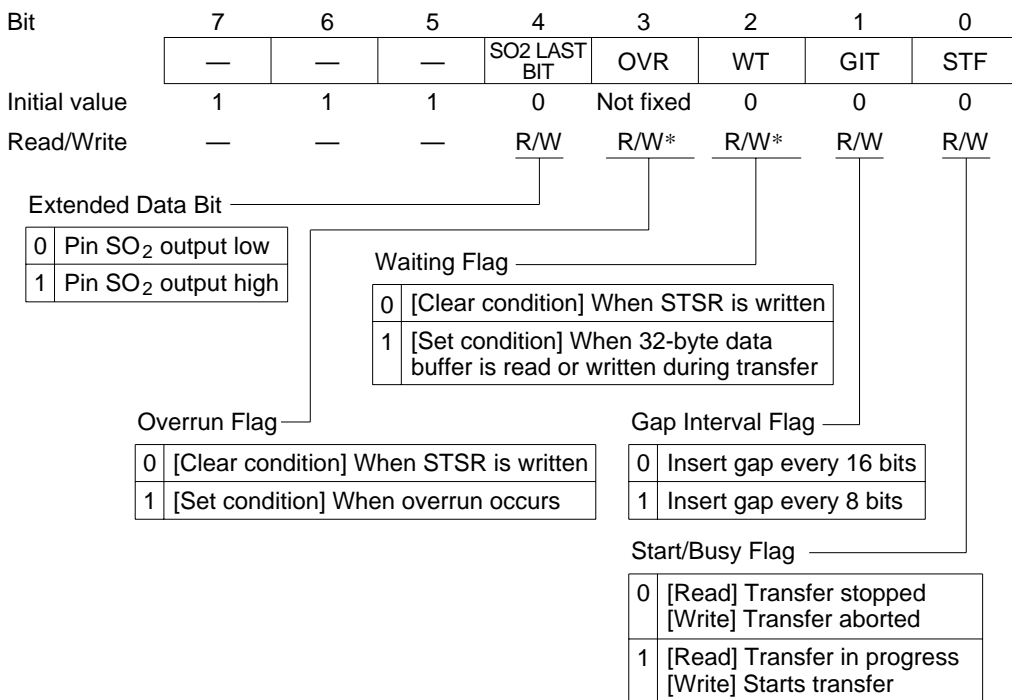 Bit 7 6 5 4 3 2 1 0
— — — SO2 LAST BIT OVR WT GIT STF
Initial value 1 1 1 0 Not fixed 0 0 0
Read/Write — — — R/W R/W* R/W* R/W R/W
Extended Data Bit
0 Pin SO2 output low
1 Pin SO2 output high
Waiting Flag
0 [Clear condition] When STSR is written
1 [Set condition] When 32-byte data
buffer is read or written during transfer
Overrun Flag
0 [Clear condition] When STSR is written
1 [Set condition] When overrun occurs
Gap Interval Flag
0 Insert gap every 16 bits
1 Insert gap every 8 bits
Start/Busy Flag
0 [Read] Transfer stopped
[Write] Transfer aborted
1 [Read] Transfer in progress
[Write] Starts transfer